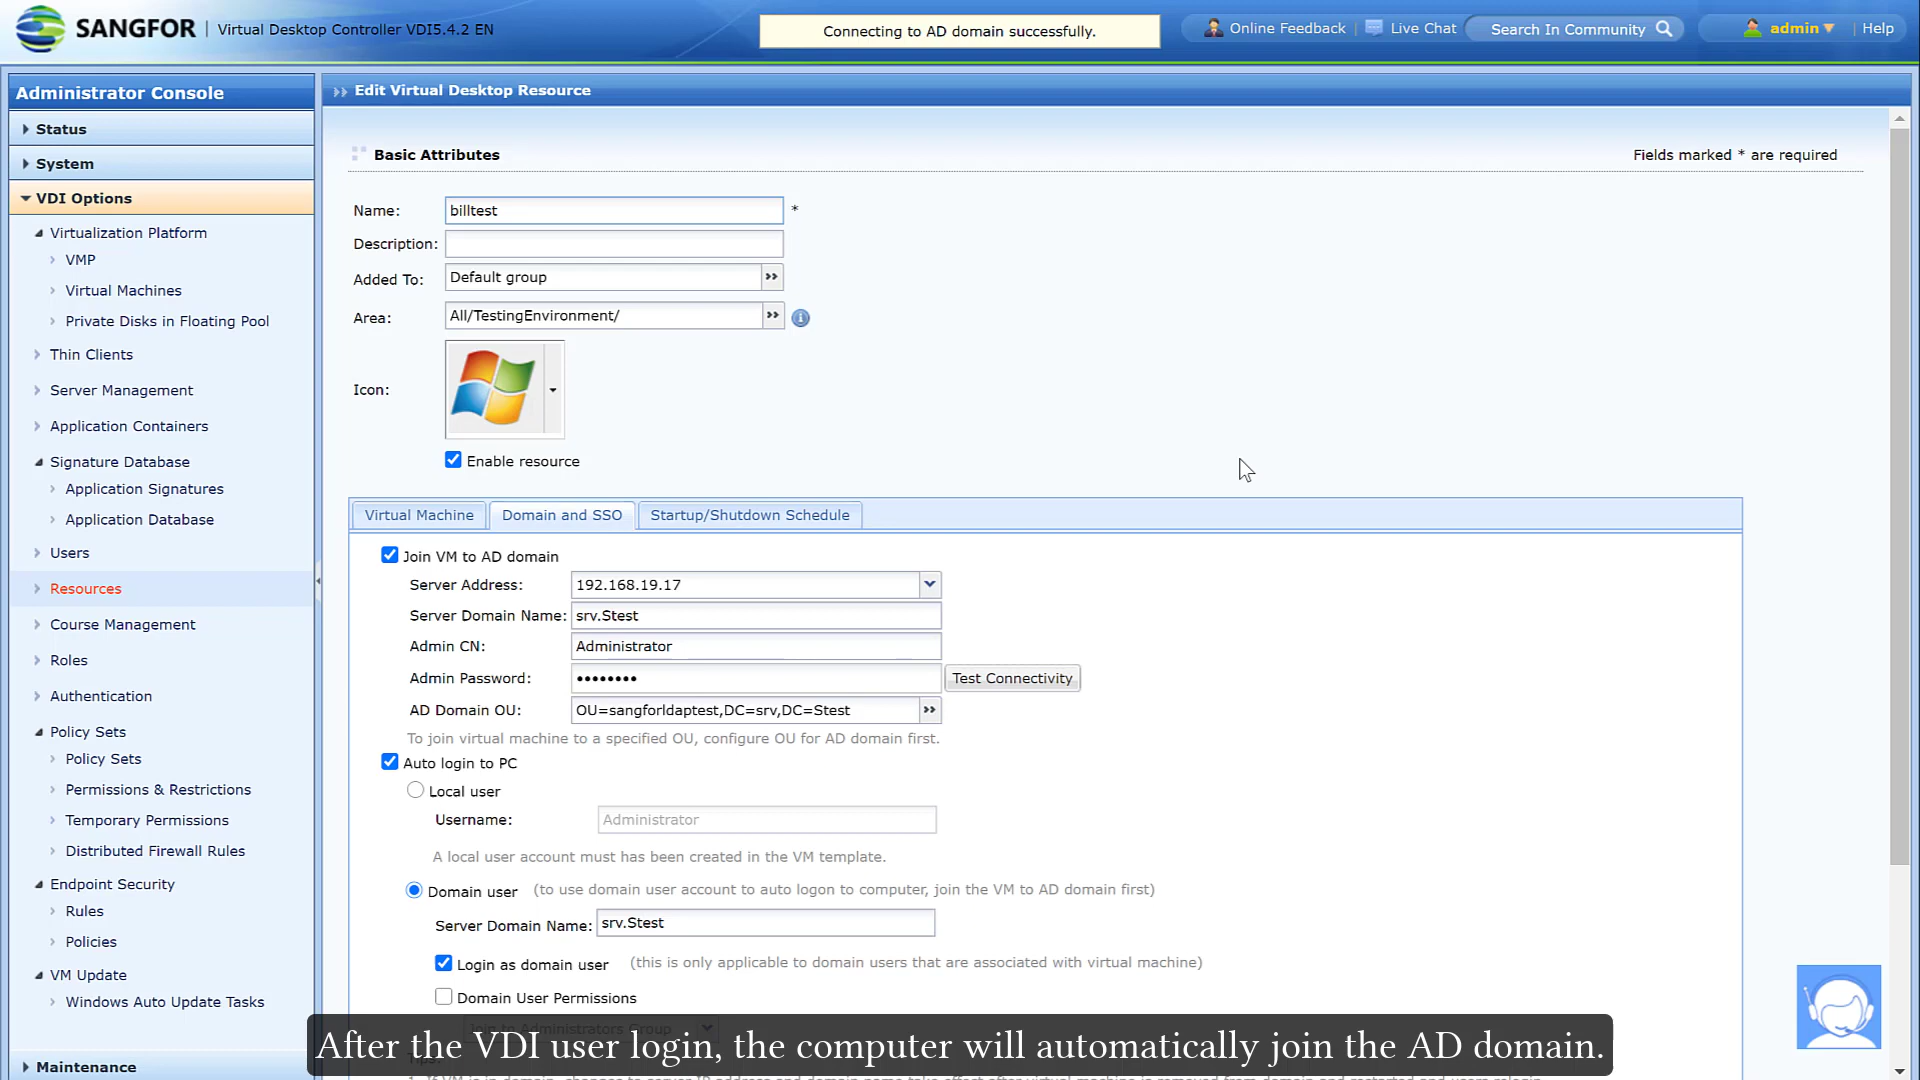 SANGFOR | Virtual Desktop Controller VDI5.4.2 EN
Connecting to AD domain successfully.
Online Feedback
Live Chat
Search In Community
admin
Help
Administrator Console
Status
System
VDI Options
Virtualization Platform
VMP
Virtual Machines
Private Disks in Floating Pool
Thin Clients
Server Management
Application Containers
Signature Database
Application Signatures
Application Database
Users
Resources
Course Management
Roles
Authentication
Policy Sets
Policy Sets
Permissions & Restrictions
Temporary Permissions
Distributed Firewall Rules
Endpoint Security
Rules
Policies
VM Update
Windows Auto Update Tasks
Maintenance
Edit Virtual Desktop Resource
Basic Attributes
Fields marked * are required
Name: billtest *
Description:
Added To: Default group
Area: All/TestingEnvironment/
Icon:
Enable resource
Virtual Machine
Domain and SSO
Startup/Shutdown Schedule
Join VM to AD domain
Server Address: 192.168.19.17
Server Domain Name: srv.Stest
Admin CN: Administrator
Admin Password: •••••••• Test Connectivity
AD Domain OU: OU=sangforldaptest,DC=srv,DC=Stest
To join virtual machine to a specified OU, configure OU for AD domain first.
Auto login to PC
Local user
Username: Administrator
A local user account must has been created in the VM template.
Domain user (to use domain user account to auto logon to computer, join the VM to AD domain first)
Server Domain Name: srv.Stest
Login as domain user (this is only applicable to domain users that are associated with virtual machine)
Domain User Permissions
Join to Administrators Group
After the VDI user login, the computer will automatically join the AD domain.